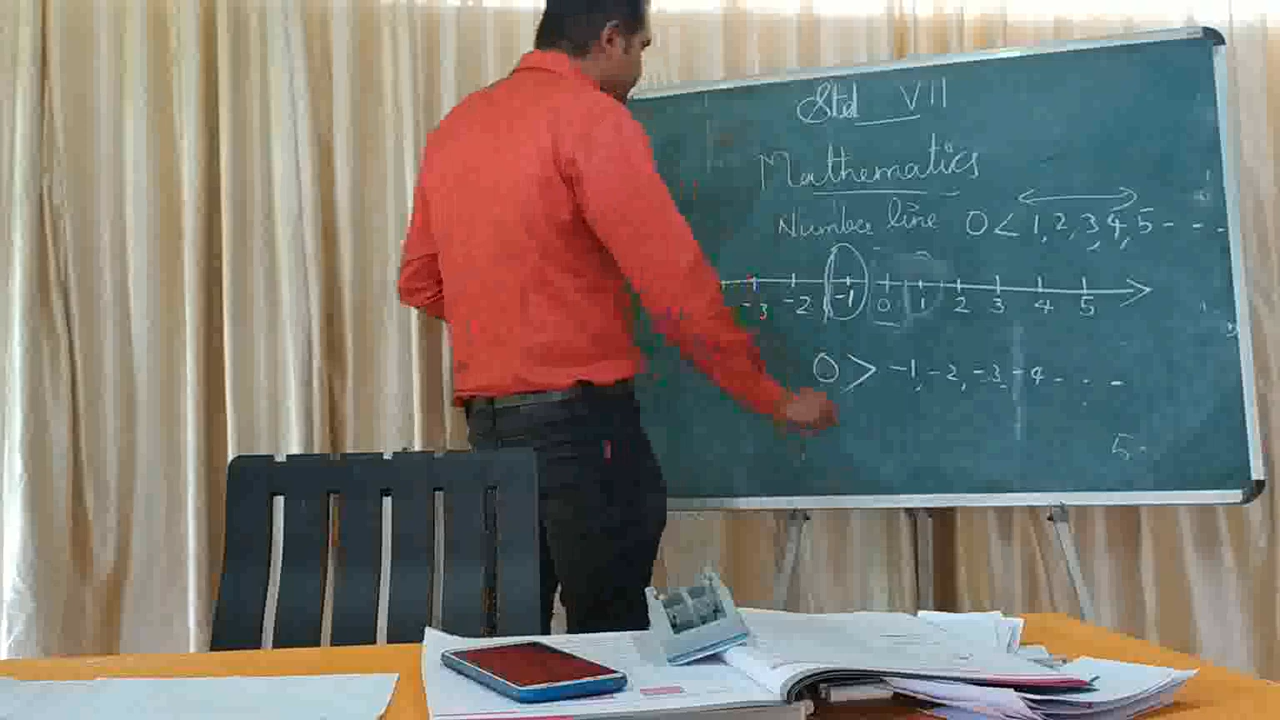 Std VII
Mathematics
Number line 0 < 1, 2, 3, 4, 5 - - -
-3 -2 -1 0 1 2 3 4 5
0 > -1, -2, -3, -4 - - - -
5